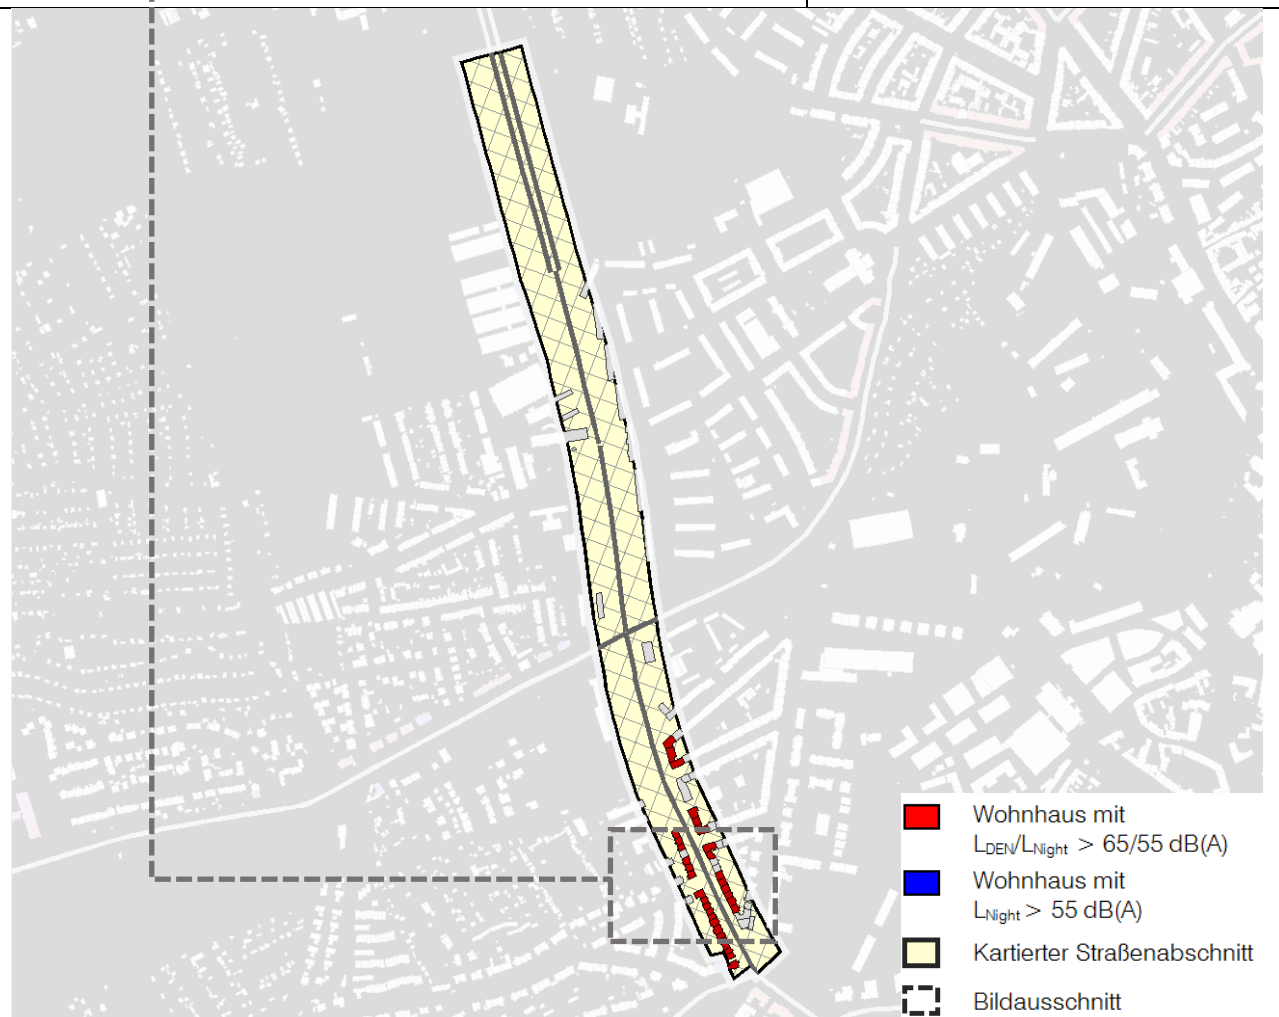 Wohnhaus mit
LDEN/LNight > 65/55 dB(A)
Wohnhaus mit
LNight > 55 dB(A)
Kartierter Straßenabschnitt
Bildausschnitt